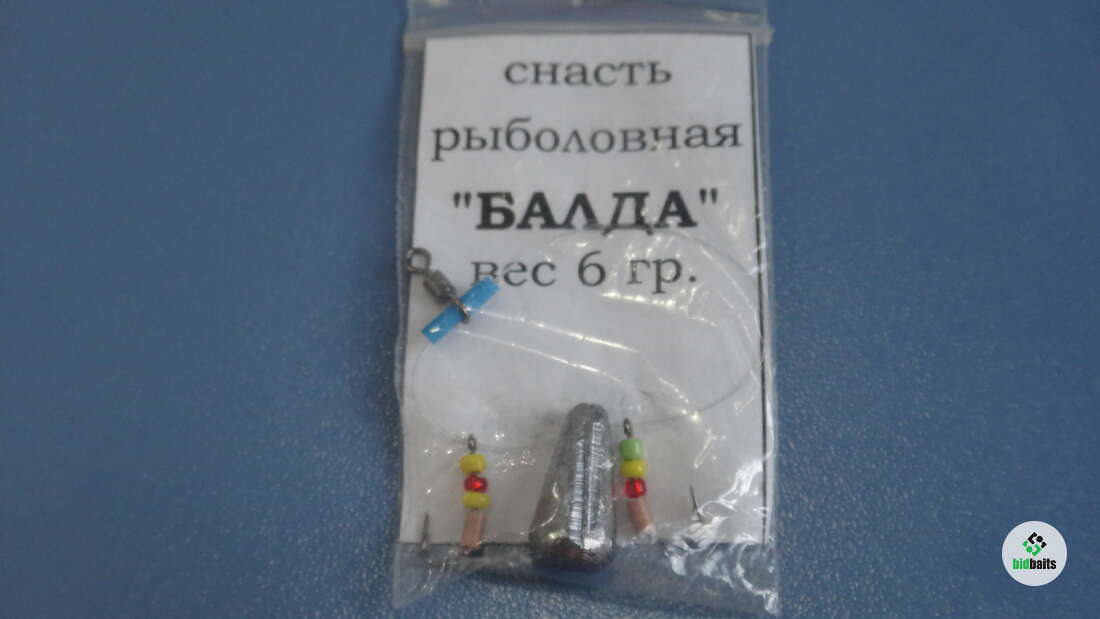 снасть
рыболовная
"БАЛДА"
вес 6 гр.
bidbaits